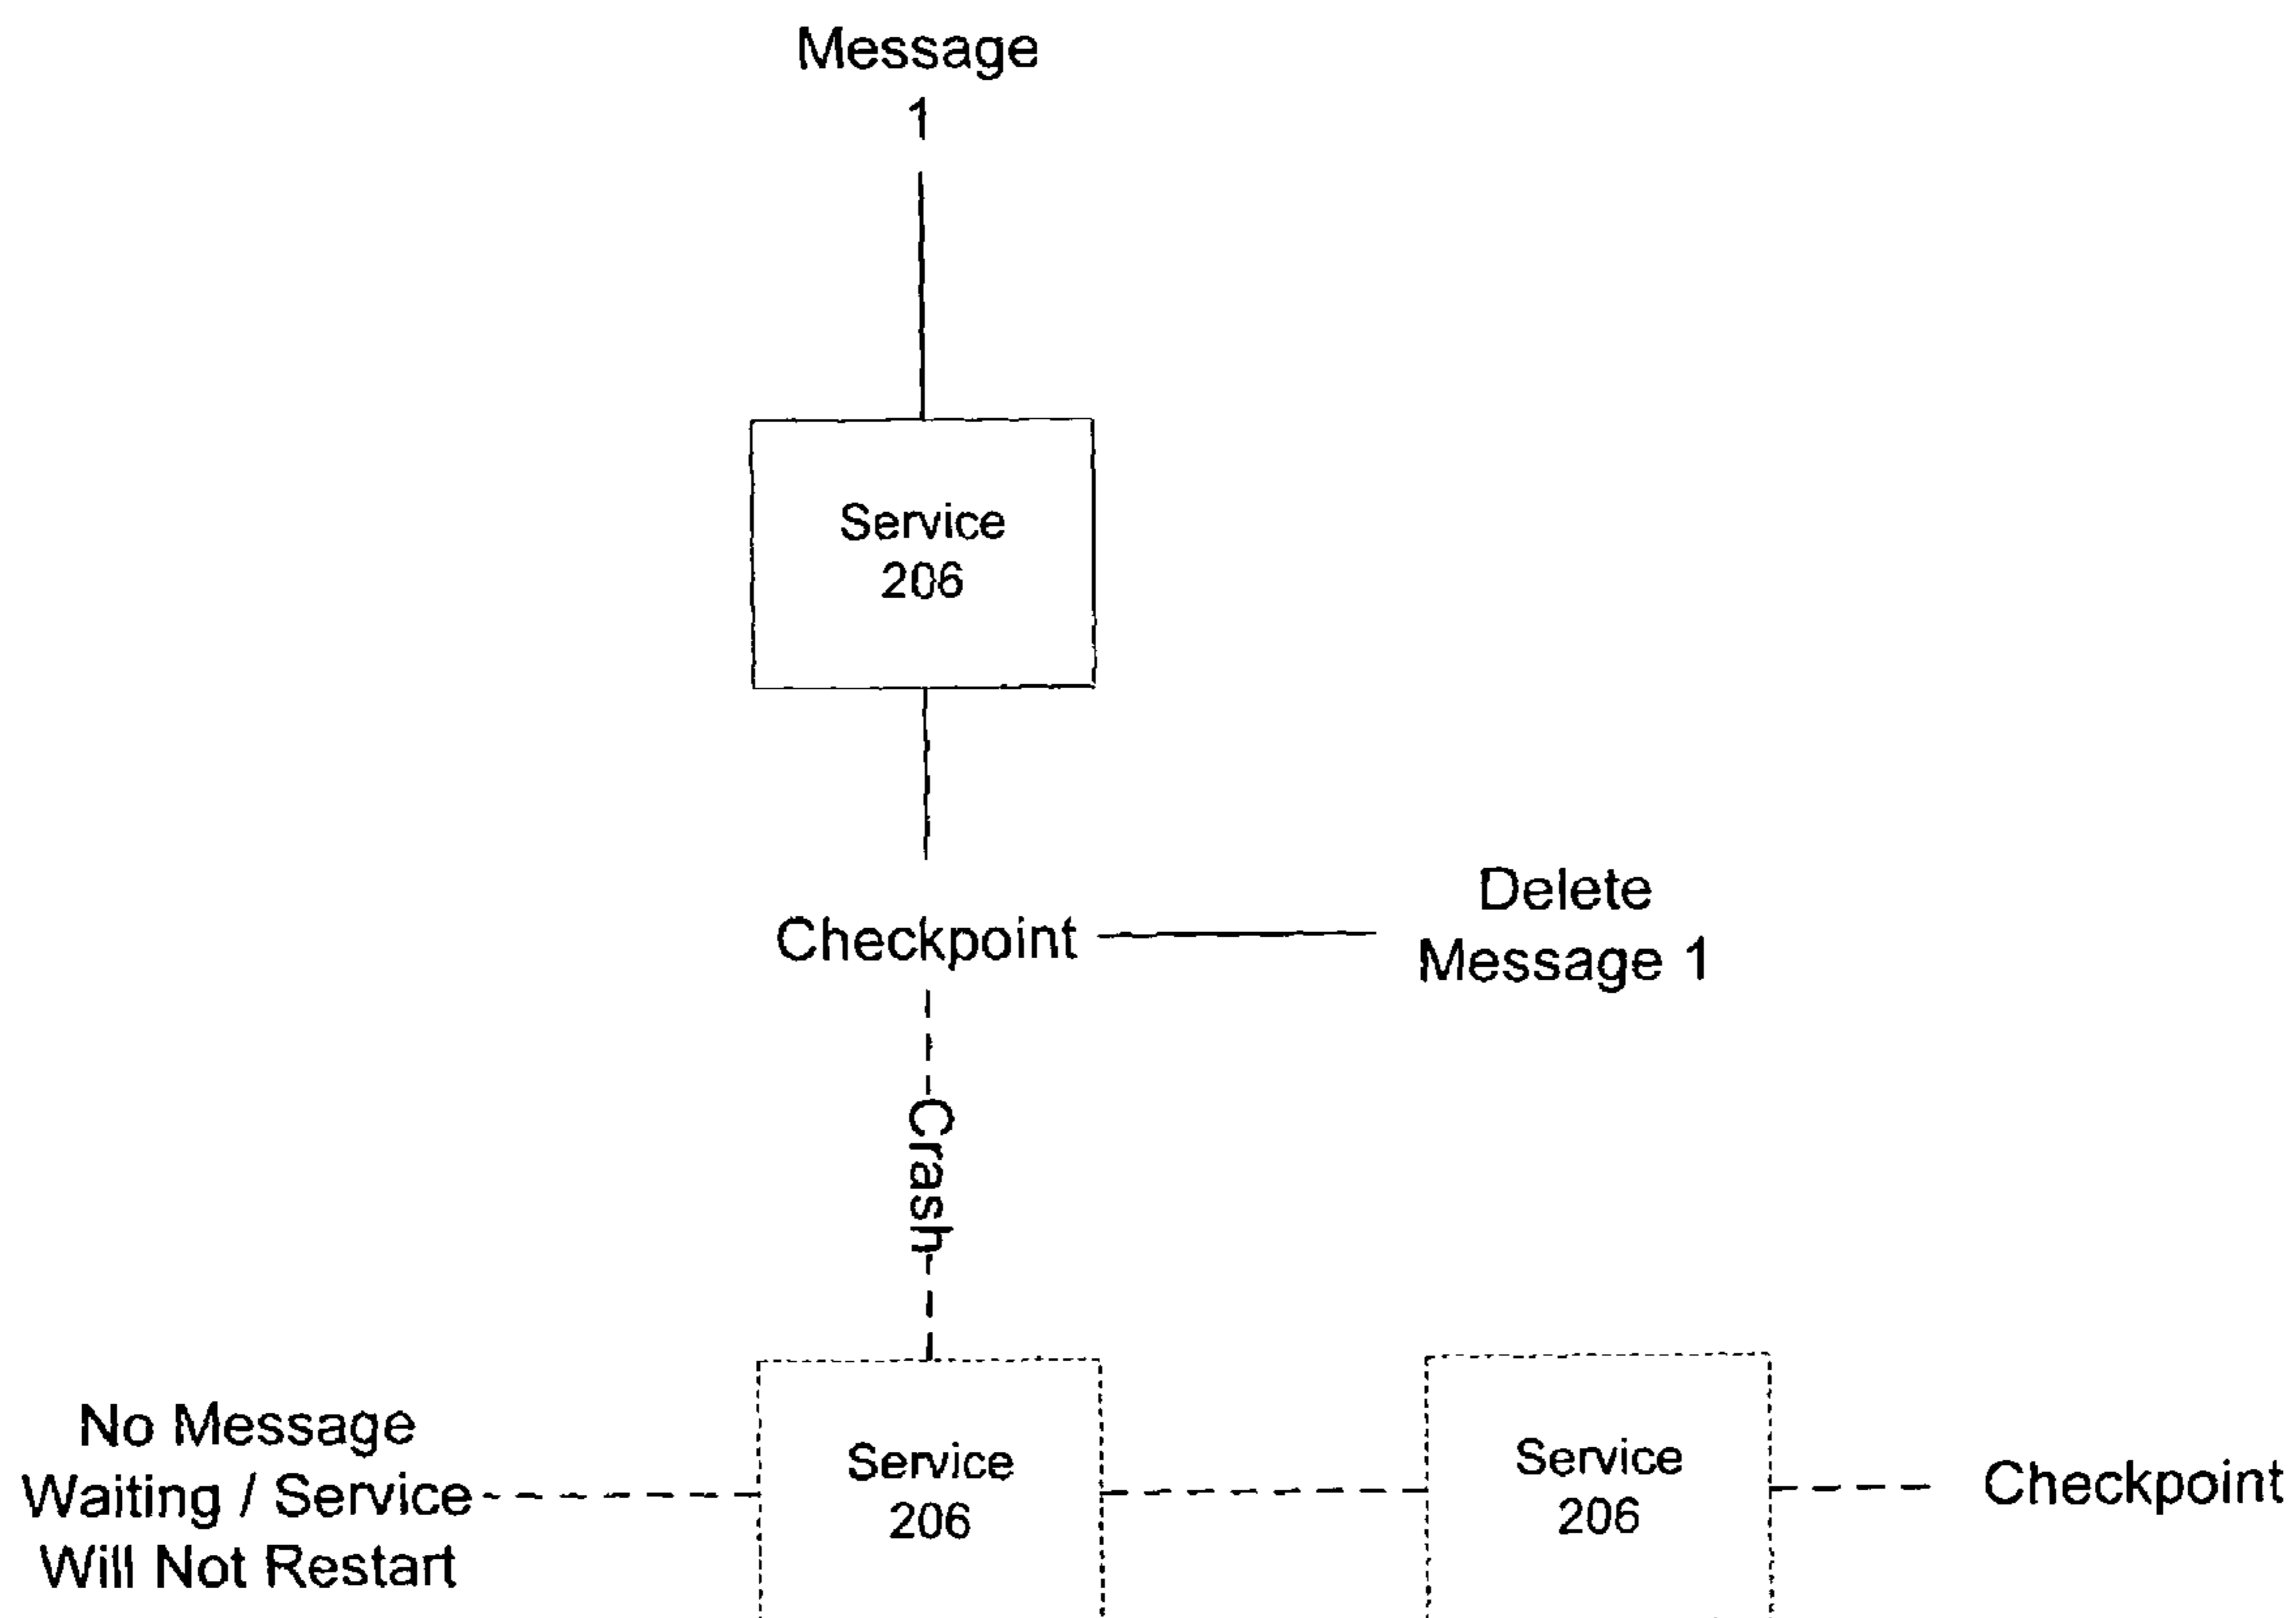 Message
1
Service
206
Checkpoint
Delete
Message 1
Crash
No Message
Waiting / Service
Will Not Restart
Service
206
Service
206
Checkpoint